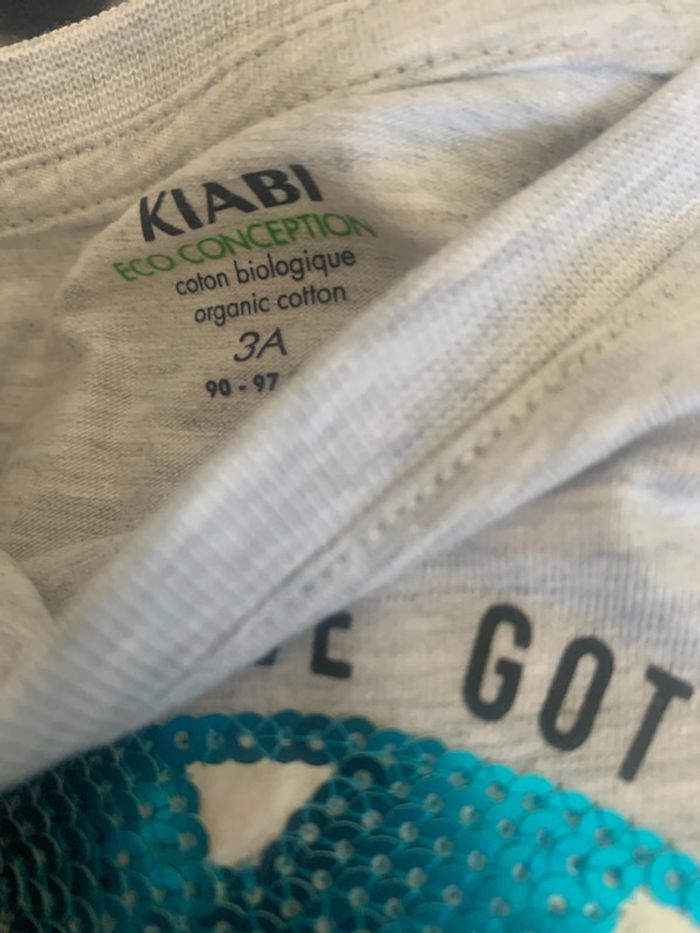 KIABI
ECO CONCEPTION
coton biologique
organic cotton
3A
90 - 97
GOT